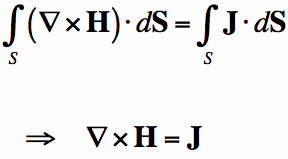 ∫_S (∇ × H) · dS = ∫_S J · dS
⇒ ∇ × H = J